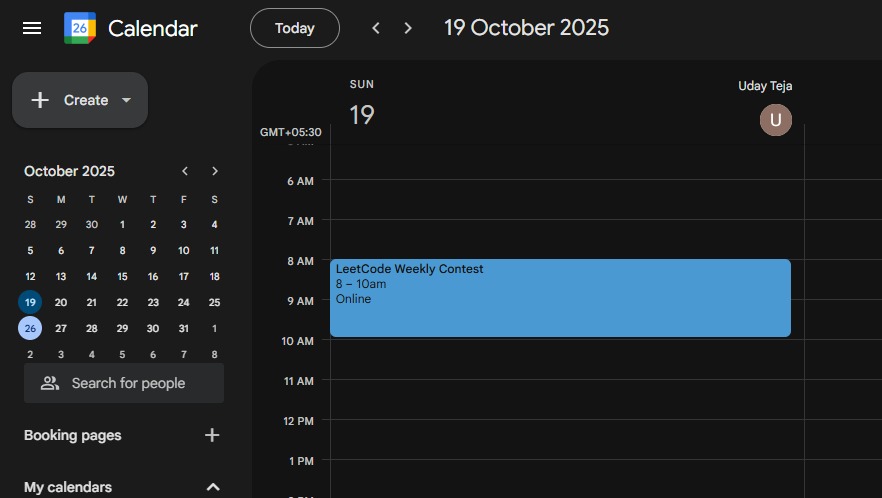 26 Calendar Today 19 October 2025
Create
SUN
19
Uday Teja
U
GMT+05:30
October 2025
S M T W T F S
28 29 30 1 2 3 4
5 6 7 8 9 10 11
12 13 14 15 16 17 18
19 20 21 22 23 24 25
26 27 28 29 30 31 1
2 3 4 5 6 7 8
Search for people
Booking pages
My calendars
6 AM
7 AM
8 AM
LeetCode Weekly Contest
8 – 10am
Online
9 AM
10 AM
11 AM
12 PM
1 PM